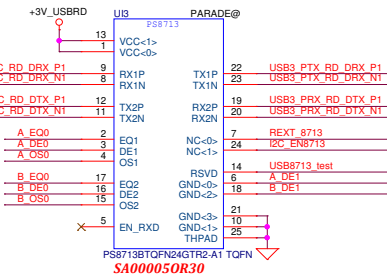 +3V_USBRD
UI3 PARADE@
PS8713
13 VCC<1>
1 VCC<0>
C_RD_DRX_P1 9 RX1P TX1P 22 USB3_PTX_RD_DRX_P1
C_RD_DRX_N1 8 RX1N TX1N 23 USB3_PTX_RD_DRX_N1
C_RD_DTX_P1 12 TX2P RX2P 19 USB3_PRX_RD_DTX_P1
C_RD_DTX_N1 11 TX2N RX2N 20 USB3_PRX_RD_DTX_N1
A_EQ0 2 EQ1 NC<0> 7 REXT_8713
A_DE0 3 DE1 NC<1> 24 I2C_EN8713
A_OS0 4 OS1
RSVD 14 USB8713_test
B_EQ0 17 EQ2 GND<0> 6 A_DE1
B_DE0 16 DE2 GND<2> 18 B_DE1
B_OS0 15 OS2
GND<3> 21
5 EN_RXD GND<1> 10
THPAD 25
PS8713BTQFN24GTR2-A1 TQFN
SA00005OR30